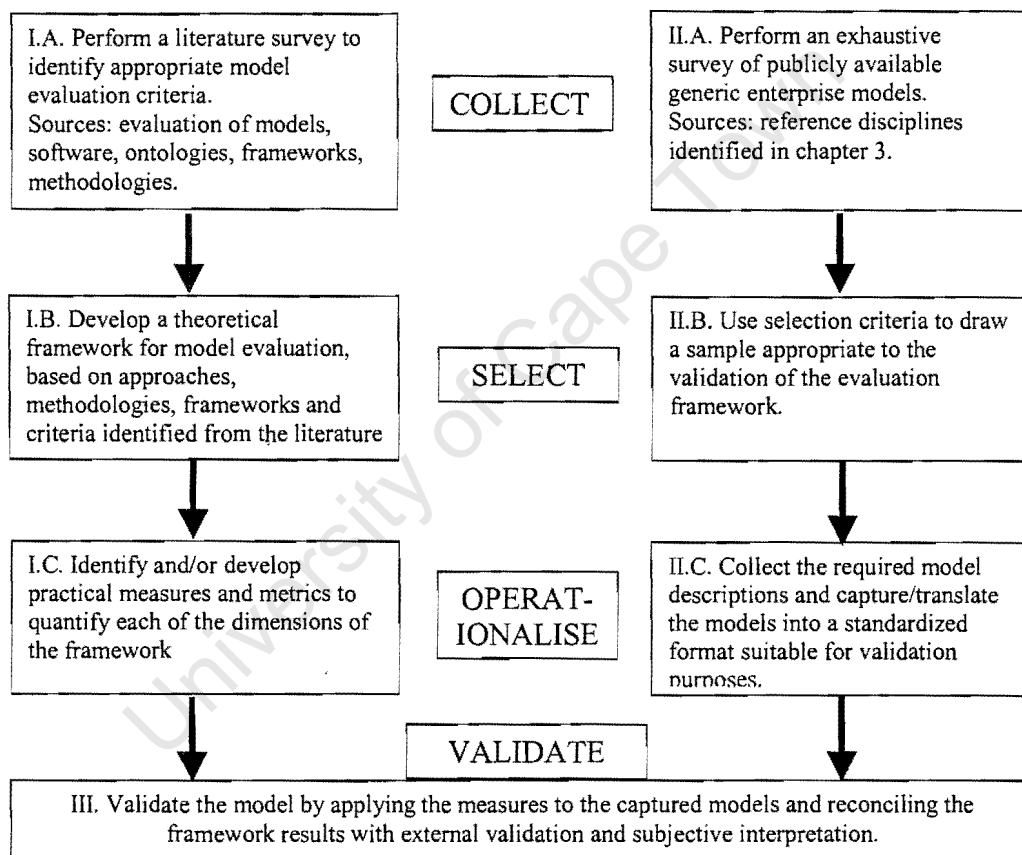 I.A. Perform a literature survey to
identify appropriate model
evaluation criteria.
Sources: evaluation of models,
software, ontologies, frameworks,
methodologies.
COLLECT
II.A. Perform an exhaustive
survey of publicly available
generic enterprise models.
Sources: reference disciplines
identified in chapter 3.
I.B. Develop a theoretical
framework for model evaluation,
based on approaches,
methodologies, frameworks and
criteria identified from the literature
SELECT
II.B. Use selection criteria to draw
a sample appropriate to the
validation of the evaluation
framework.
I.C. Identify and/or develop
practical measures and metrics to
quantify each of the dimensions of
the framework
OPERAT-
IONALISE
II.C. Collect the required model
descriptions and capture/translate
the models into a standardized
format suitable for validation
purposes.
VALIDATE
III. Validate the model by applying the measures to the captured models and reconciling the
framework results with external validation and subjective interpretation.
University of Cape Town